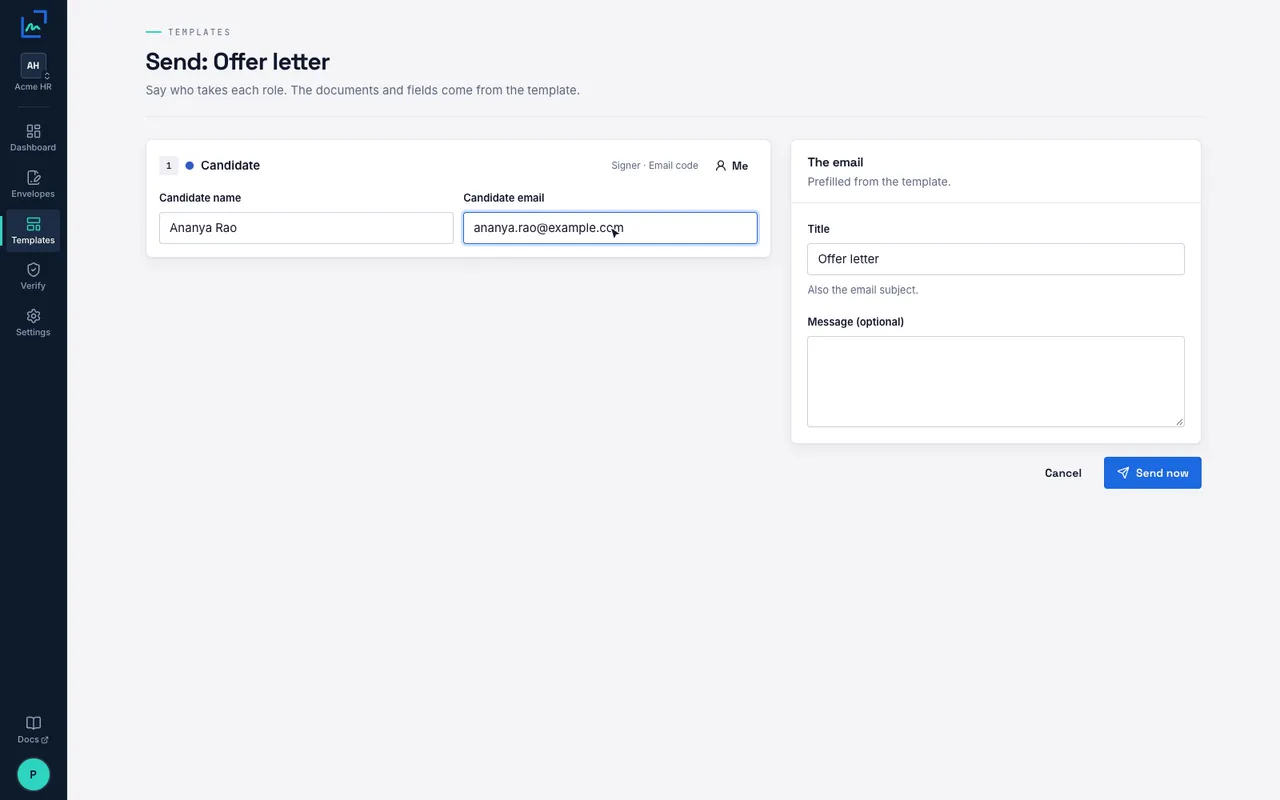 AH
Acme HR
Dashboard
Envelopes
Templates
Verify
Settings
Docs
P
TEMPLATES
Send: Offer letter
Say who takes each role. The documents and fields come from the template.
1 Candidate Signer · Email code Me
Candidate name Candidate email
Ananya Rao ananya.rao@example.com
The email
Prefilled from the template.
Title
Offer letter
Also the email subject.
Message (optional)
Cancel Send now